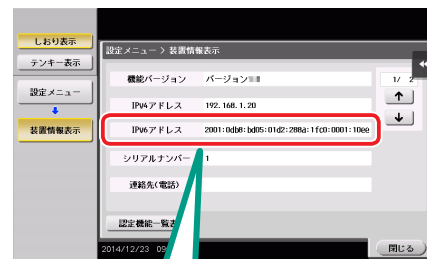 しおり表示
テンキー表示
設定メニュー
装置情報表示
設定メニュー > 装置情報表示
機能バージョン バージョン
1/ 2
IPv4アドレス 192.168.1.20
IPv6アドレス 2001:0db8:bd05:01d2:288a:1fc0:0001:10ee
シリアルナンバー 1
連絡先(電話)
認定機能一覧
2014/12/23 09
閉じる